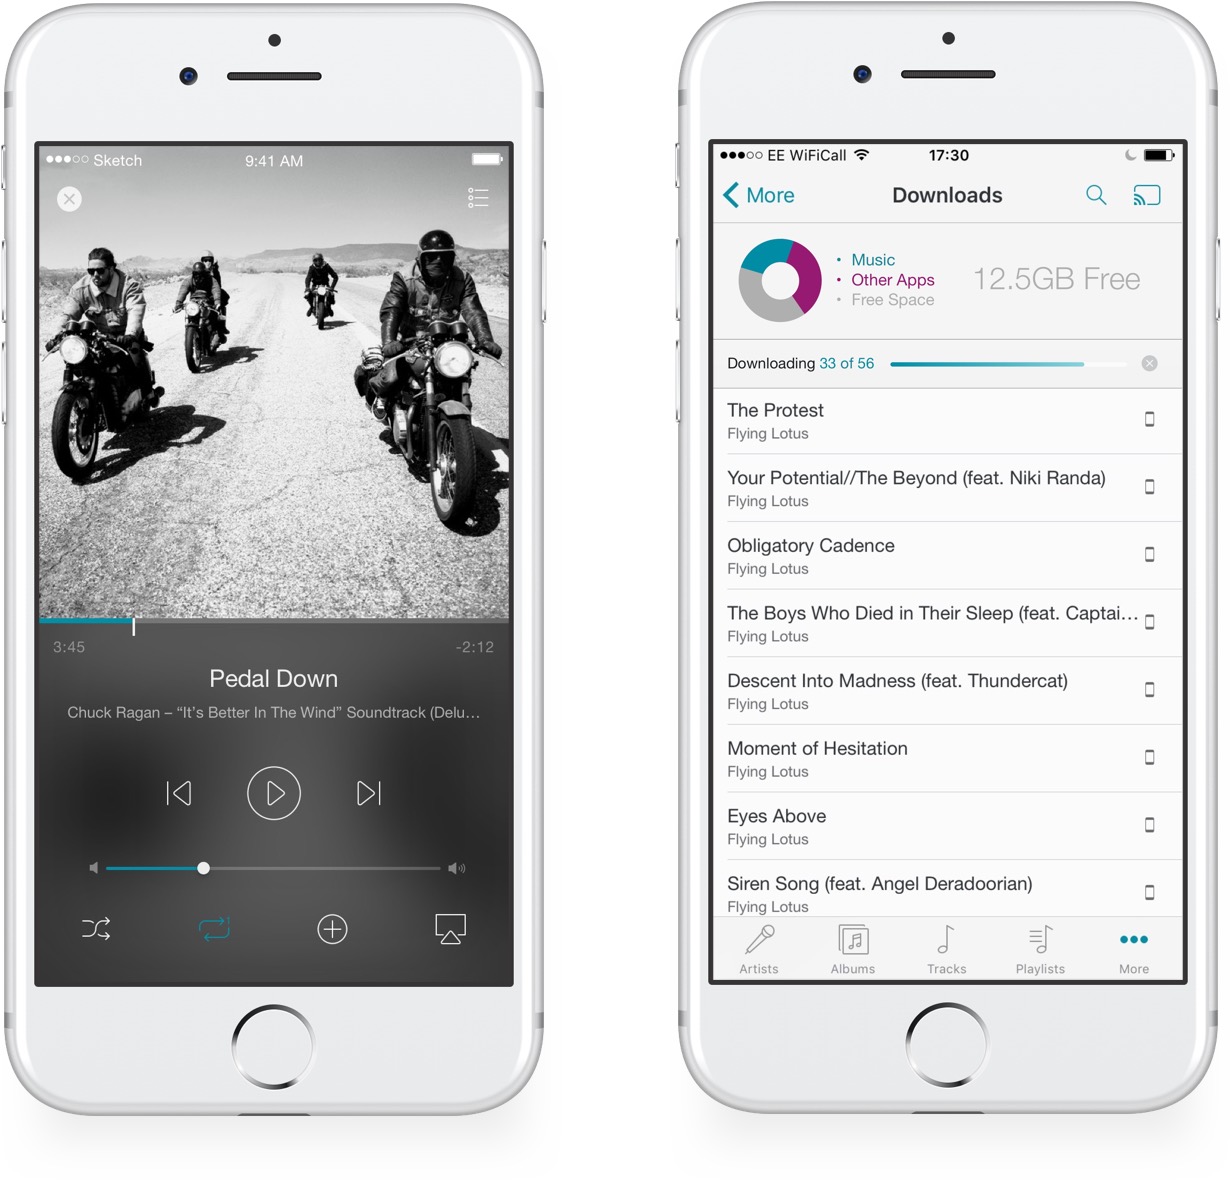 Sketch
9:41 AM
3:45
-2:12
Pedal Down
Chuck Ragan – “It’s Better In The Wind” Soundtrack (Delu…
EE WiFiCall
17:30
More
Downloads
Music
Other Apps
Free Space
12.5GB Free
Downloading 33 of 56
The Protest
Flying Lotus
Your Potential//The Beyond (feat. Niki Randa)
Flying Lotus
Obligatory Cadence
Flying Lotus
The Boys Who Died in Their Sleep (feat. Captai…
Flying Lotus
Descent Into Madness (feat. Thundercat)
Flying Lotus
Moment of Hesitation
Flying Lotus
Eyes Above
Flying Lotus
Siren Song (feat. Angel Deradoorian)
Flying Lotus
Artists
Albums
Tracks
Playlists
More